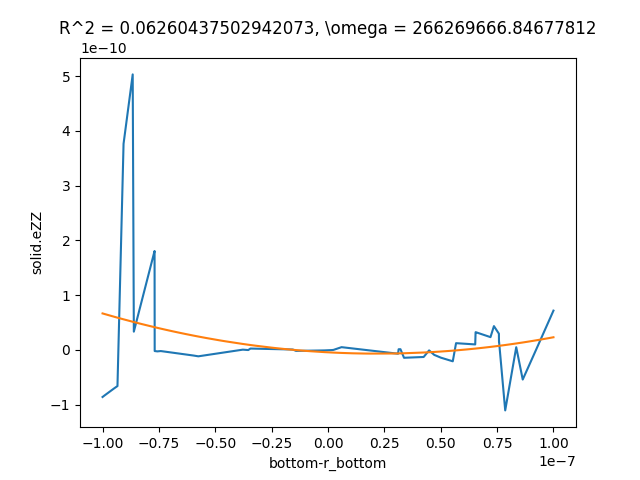 R^2 = 0.06260437502942073, \omega = 266269666.84677812
1e−10
5
4
3
2
1
0
−1
solid.eZZ
−1.00 −0.75 −0.50 −0.25 0.00 0.25 0.50 0.75 1.00
1e−7
bottom-r_bottom